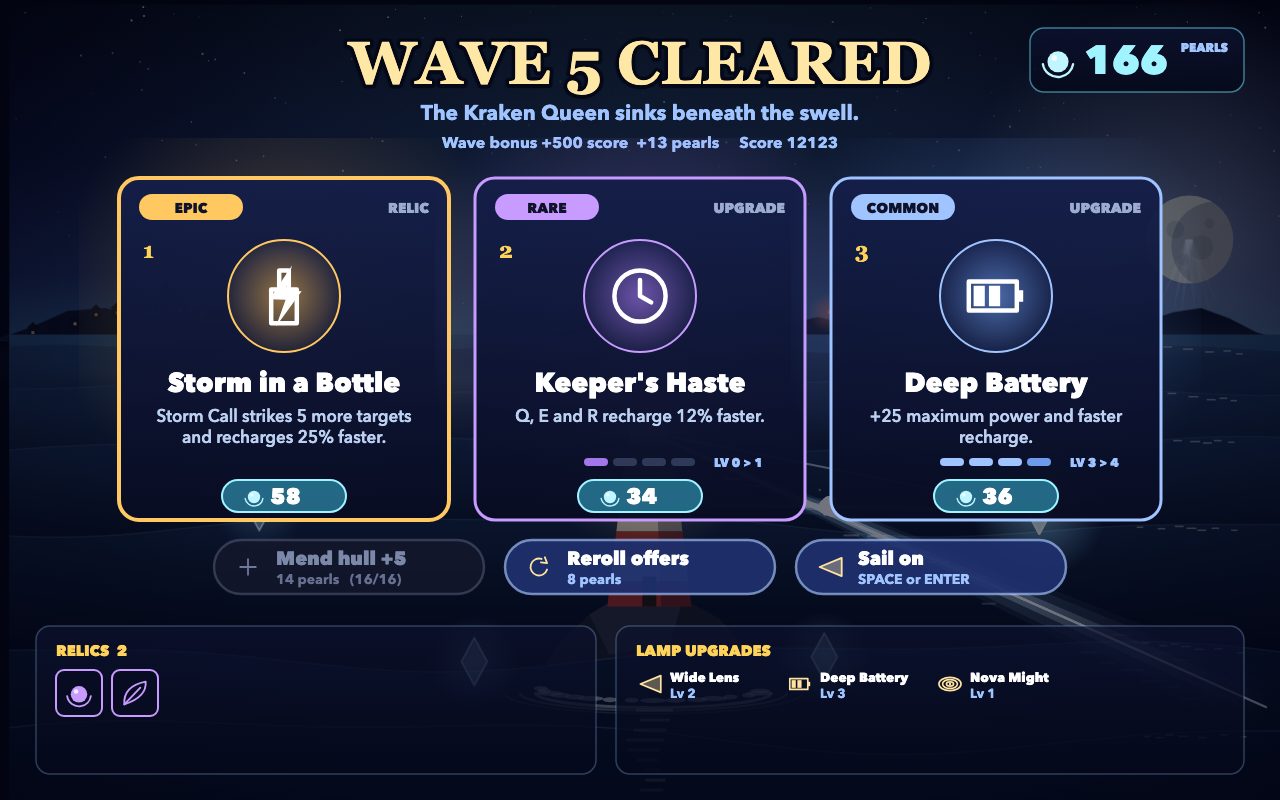 WAVE 5 CLEARED
166 PEARLS
The Kraken Queen sinks beneath the swell.
Wave bonus +500 score +13 pearls Score 12123
EPIC RELIC
1
Storm in a Bottle
Storm Call strikes 5 more targets
and recharges 25% faster.
58
RARE UPGRADE
2
Keeper's Haste
Q, E and R recharge 12% faster.
LV 0 > 1
34
COMMON UPGRADE
3
Deep Battery
+25 maximum power and faster
recharge.
LV 3 > 4
36
Mend hull +5
14 pearls (16/16)
Reroll offers
8 pearls
Sail on
SPACE or ENTER
RELICS 2
LAMP UPGRADES
Wide Lens
Lv 2
Deep Battery
Lv 3
Nova Might
Lv 1